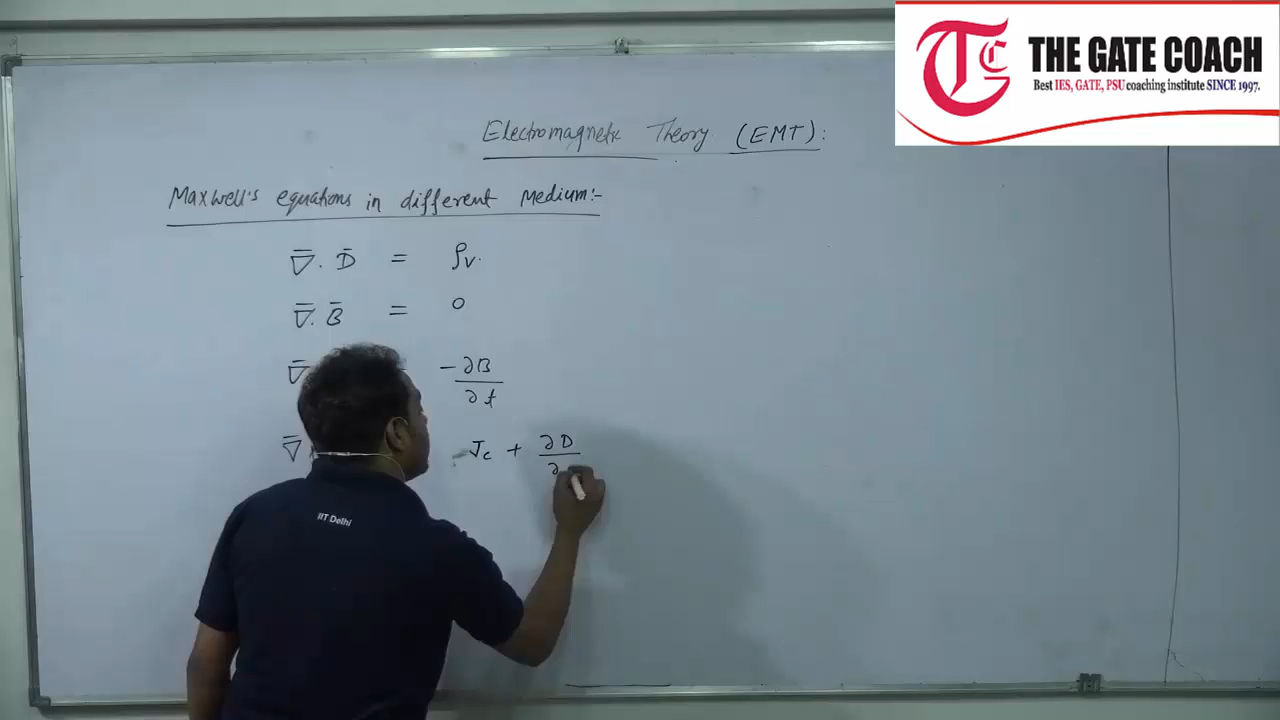 THE GATE COACH
Best IES, GATE, PSU coaching institute SINCE 1997.
Electromagnetic Theory (EMT):
Maxwell's equations in different Medium:-
∇̅. D̅ = ρv.
∇̅. B̅ = 0
∇̅ -∂B/∂t
∇̅ Jc + ∂D/∂
IIT Delhi